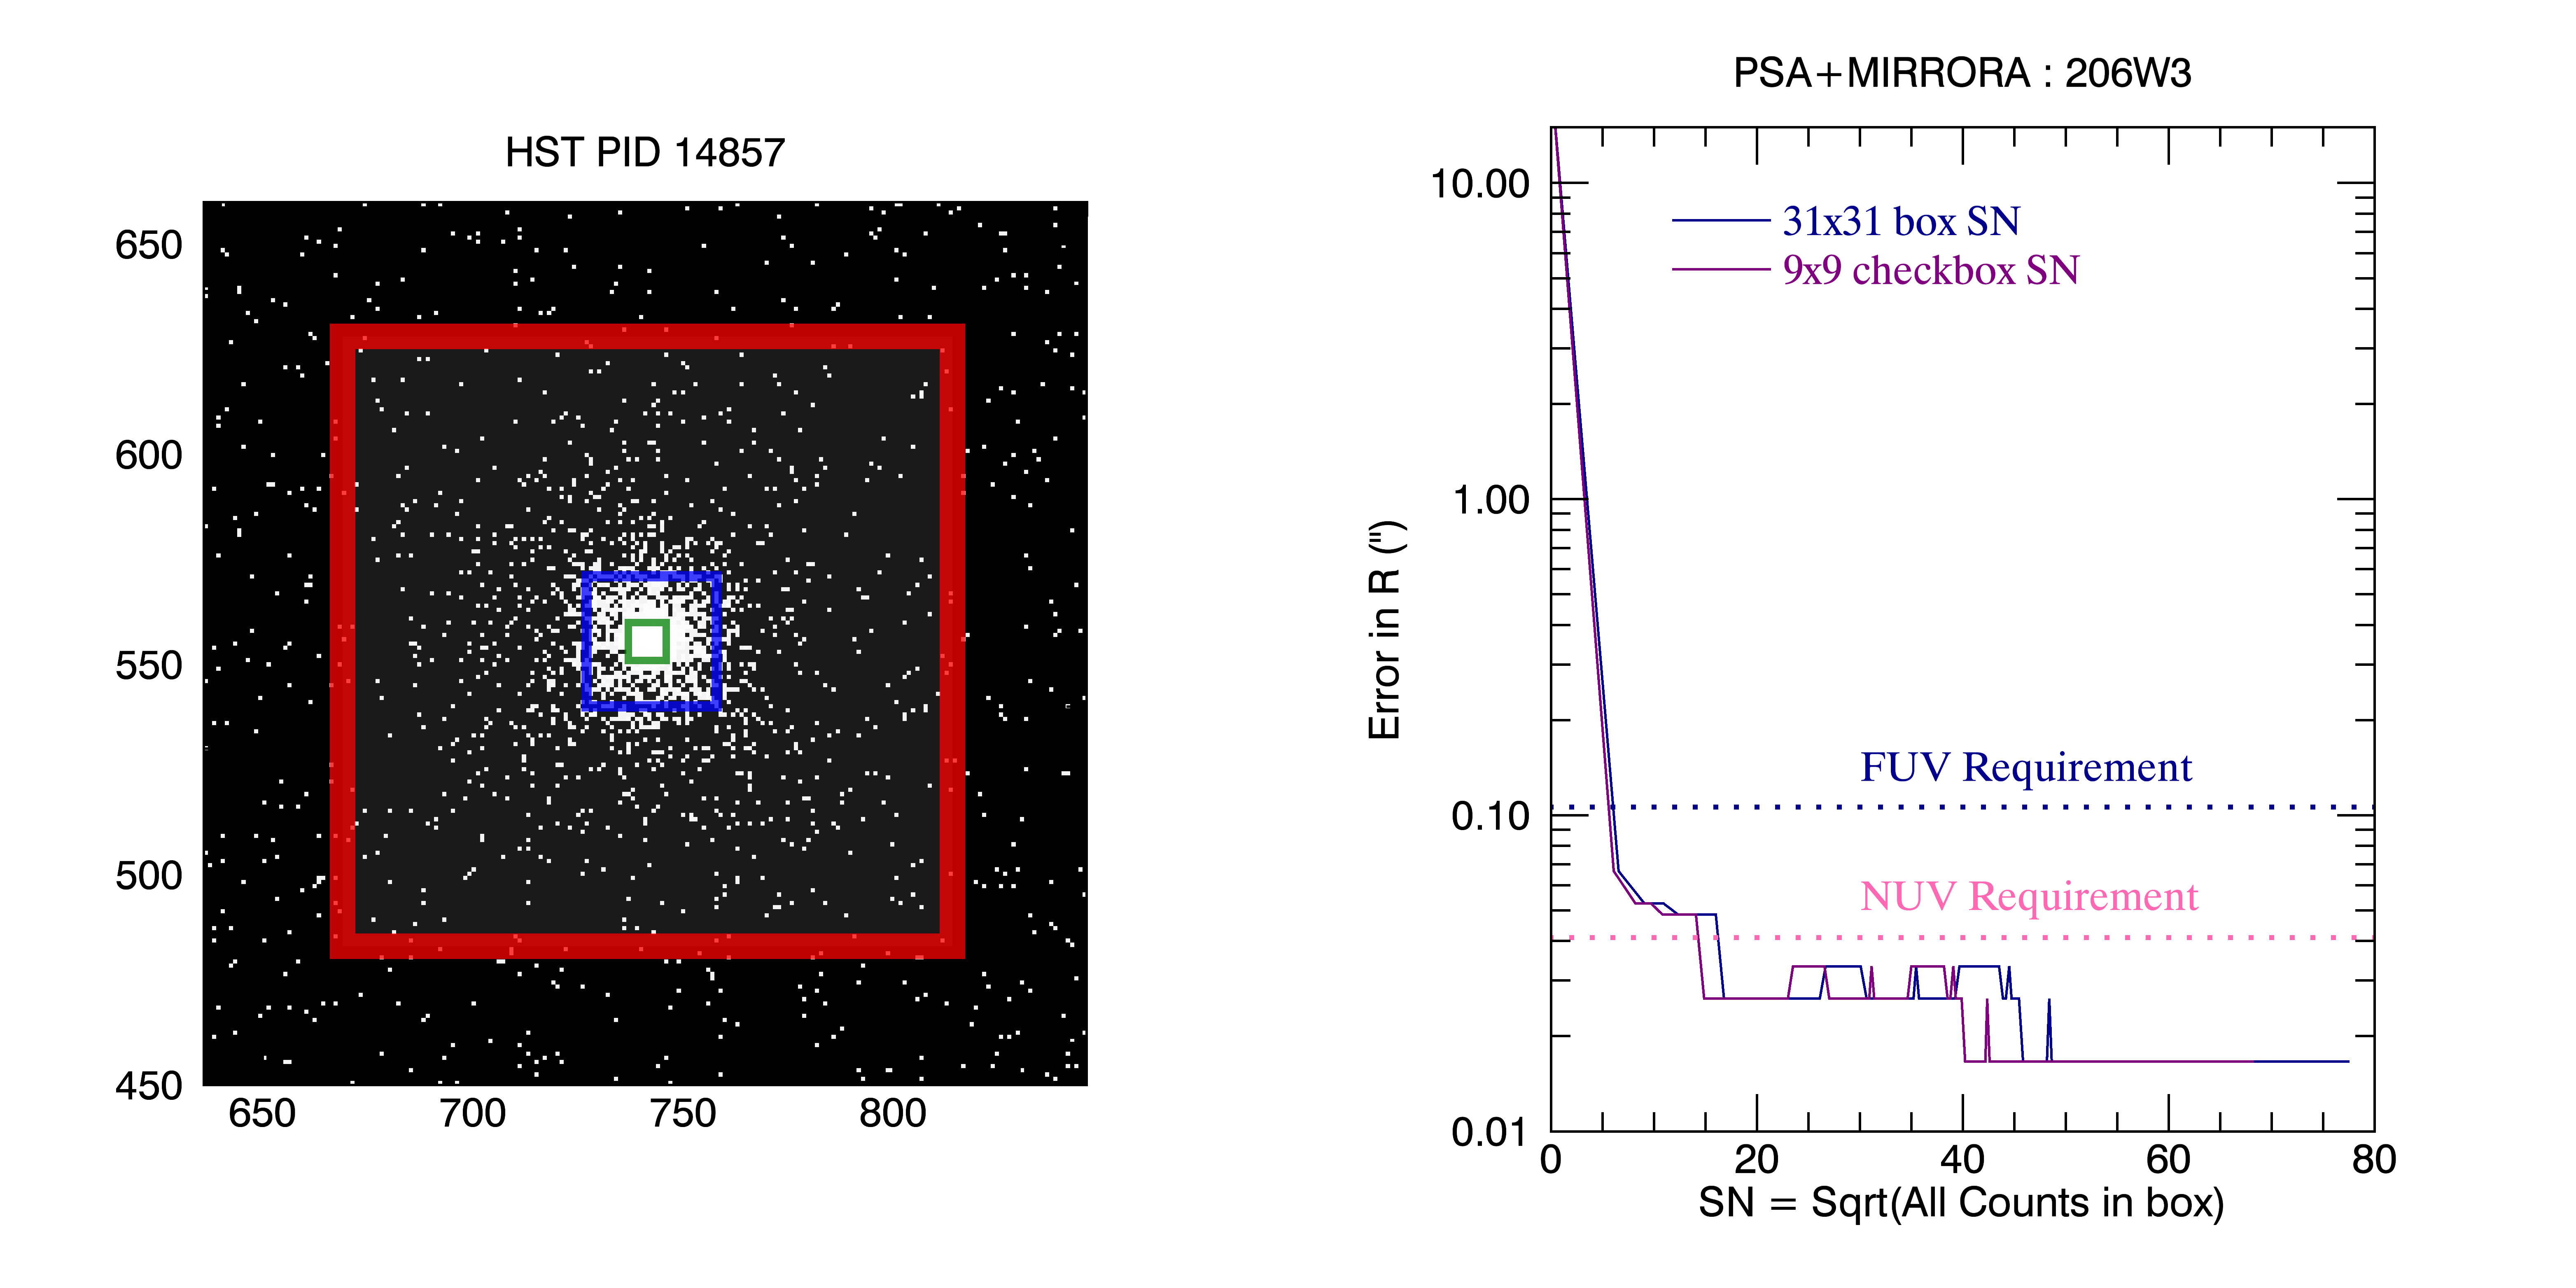 HST PID 14857
650
600
550
500
450
650 700 750 800
PSA+MIRRORA : 206W3
10.00
1.00
0.10
0.01
Error in R (")
31x31 box SN
9x9 checkbox SN
FUV Requirement
NUV Requirement
0 20 40 60 80
SN = Sqrt(All Counts in box)